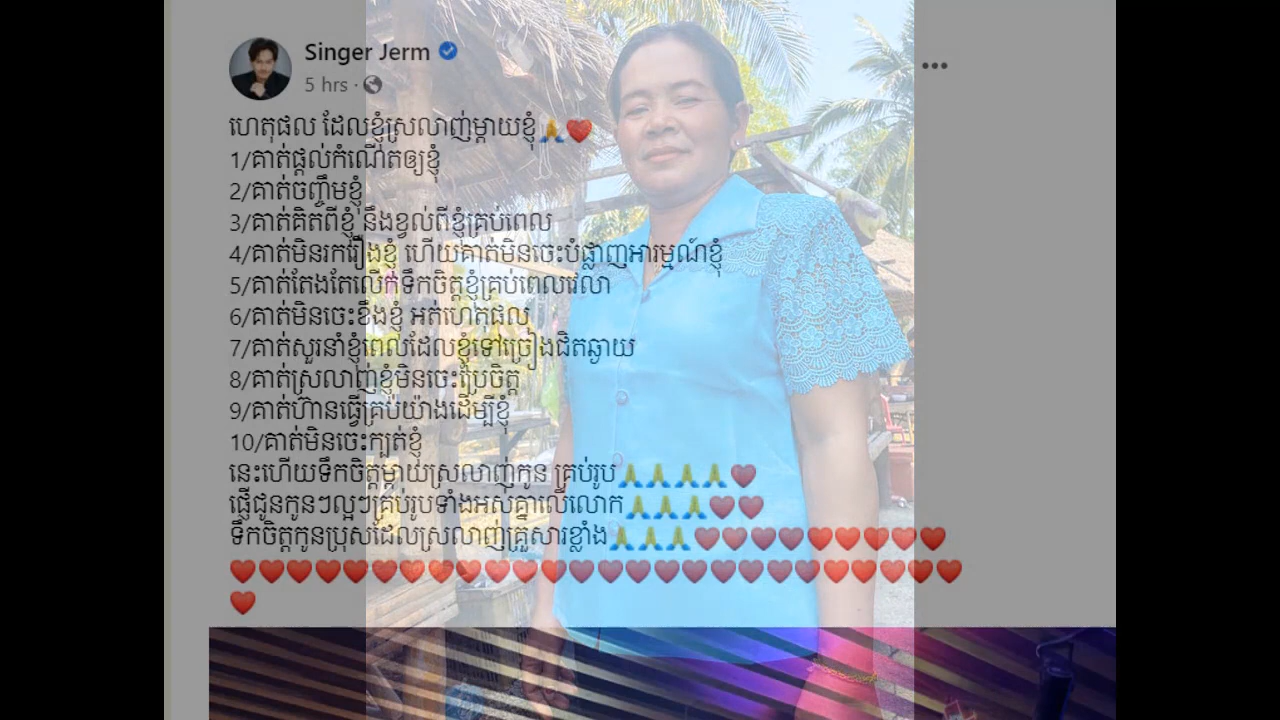 Singer Jerm
5 hrs ·
ហេតុផល ដែលខ្ញុំស្រលាញ់ម្ដាយខ្ញុំ🙏❤️
1/គាត់ផ្ដល់កំណើតឲ្យខ្ញុំ
2/គាត់ចញ្ចឹមខ្ញុំ
3/គាត់គិតពីខ្ញុំ នឹងខ្វល់ពីខ្ញុំគ្រប់ពេល
4/គាត់មិនរករឿងខ្ញុំ ហើយគាត់មិនចេះបំផ្លាញអារម្មណ៍ខ្ញុំ
5/គាត់តែងតែលើកទឹកចិត្តខ្ញុំគ្រប់ពេលវេលា
6/គាត់មិនចេះខឹងខ្ញុំ អត់ហេតុផល
7/គាត់សួរនាំខ្ញុំពេលដែលខ្ញុំទៅច្រៀងជិតឆ្ងាយ
8/គាត់ស្រលាញ់ខ្ញុំមិនចេះប្រែចិត្ត
9/គាត់ហ៊ានធ្វើគ្រប់យ៉ាងដើម្បីខ្ញុំ
10/គាត់មិនចេះក្បត់ខ្ញុំ
នេះហើយទឹកចិត្តម្ដាយស្រលាញ់កូន គ្រប់រូប🙏🙏🙏🙏❤️
ផ្ញើជូនកូនៗល្អៗគ្រប់រូបទាំងអស់គ្នាលើលោក🙏🙏🙏❤️❤️
ទឹកចិត្តកូនប្រុសដែលស្រលាញ់គ្រួសារខ្លាំង🙏🙏🙏❤️❤️❤️❤️❤️❤️❤️❤️❤️
❤️❤️❤️❤️❤️❤️❤️❤️❤️❤️❤️❤️❤️❤️❤️❤️❤️❤️❤️❤️❤️❤️❤️❤️❤️❤️
❤️